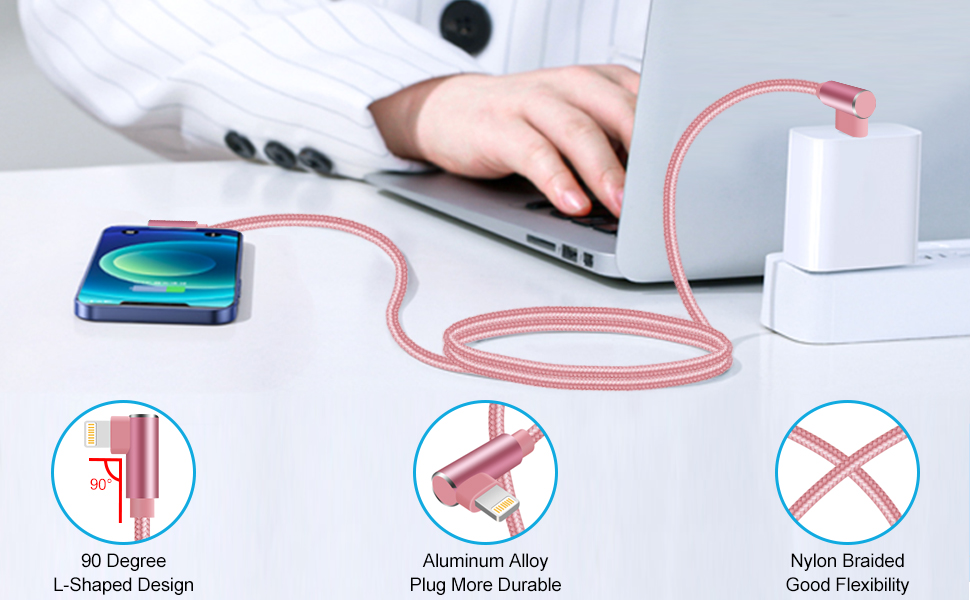 90°
90 Degree
L-Shaped Design
Aluminum Alloy
Plug More Durable
Nylon Braided
Good Flexibility